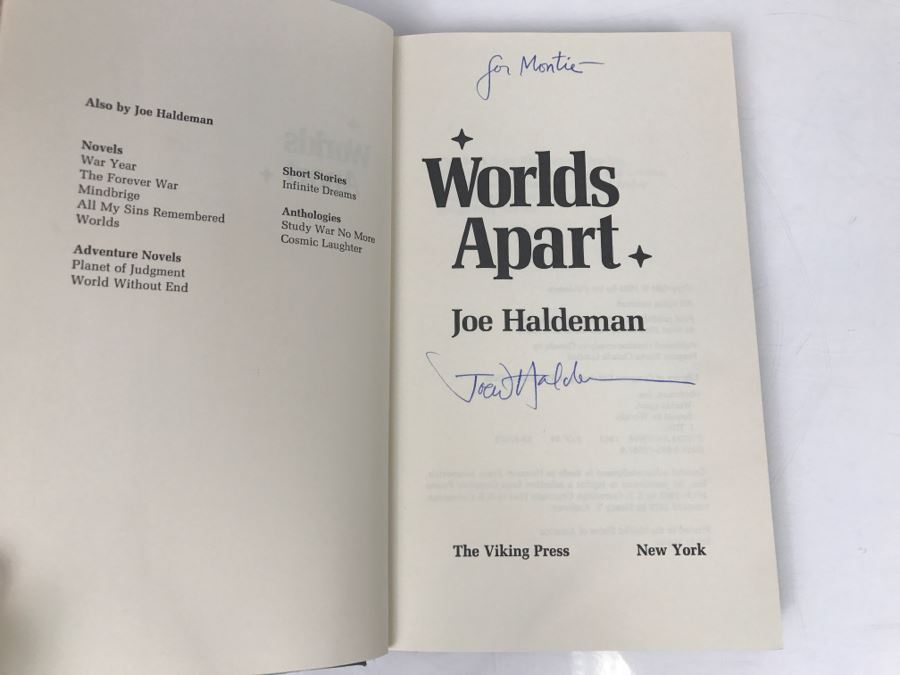 Also by Joe Haldeman
Novels
War Year
The Forever War
Mindbrige
All My Sins Remembered
Worlds
Adventure Novels
Planet of Judgment
World Without End
Short Stories
Infinite Dreams
Anthologies
Study War No More
Cosmic Laughter
for Montie
Worlds
Apart
Joe Haldeman
Joe W Haldeman
The Viking Press New York